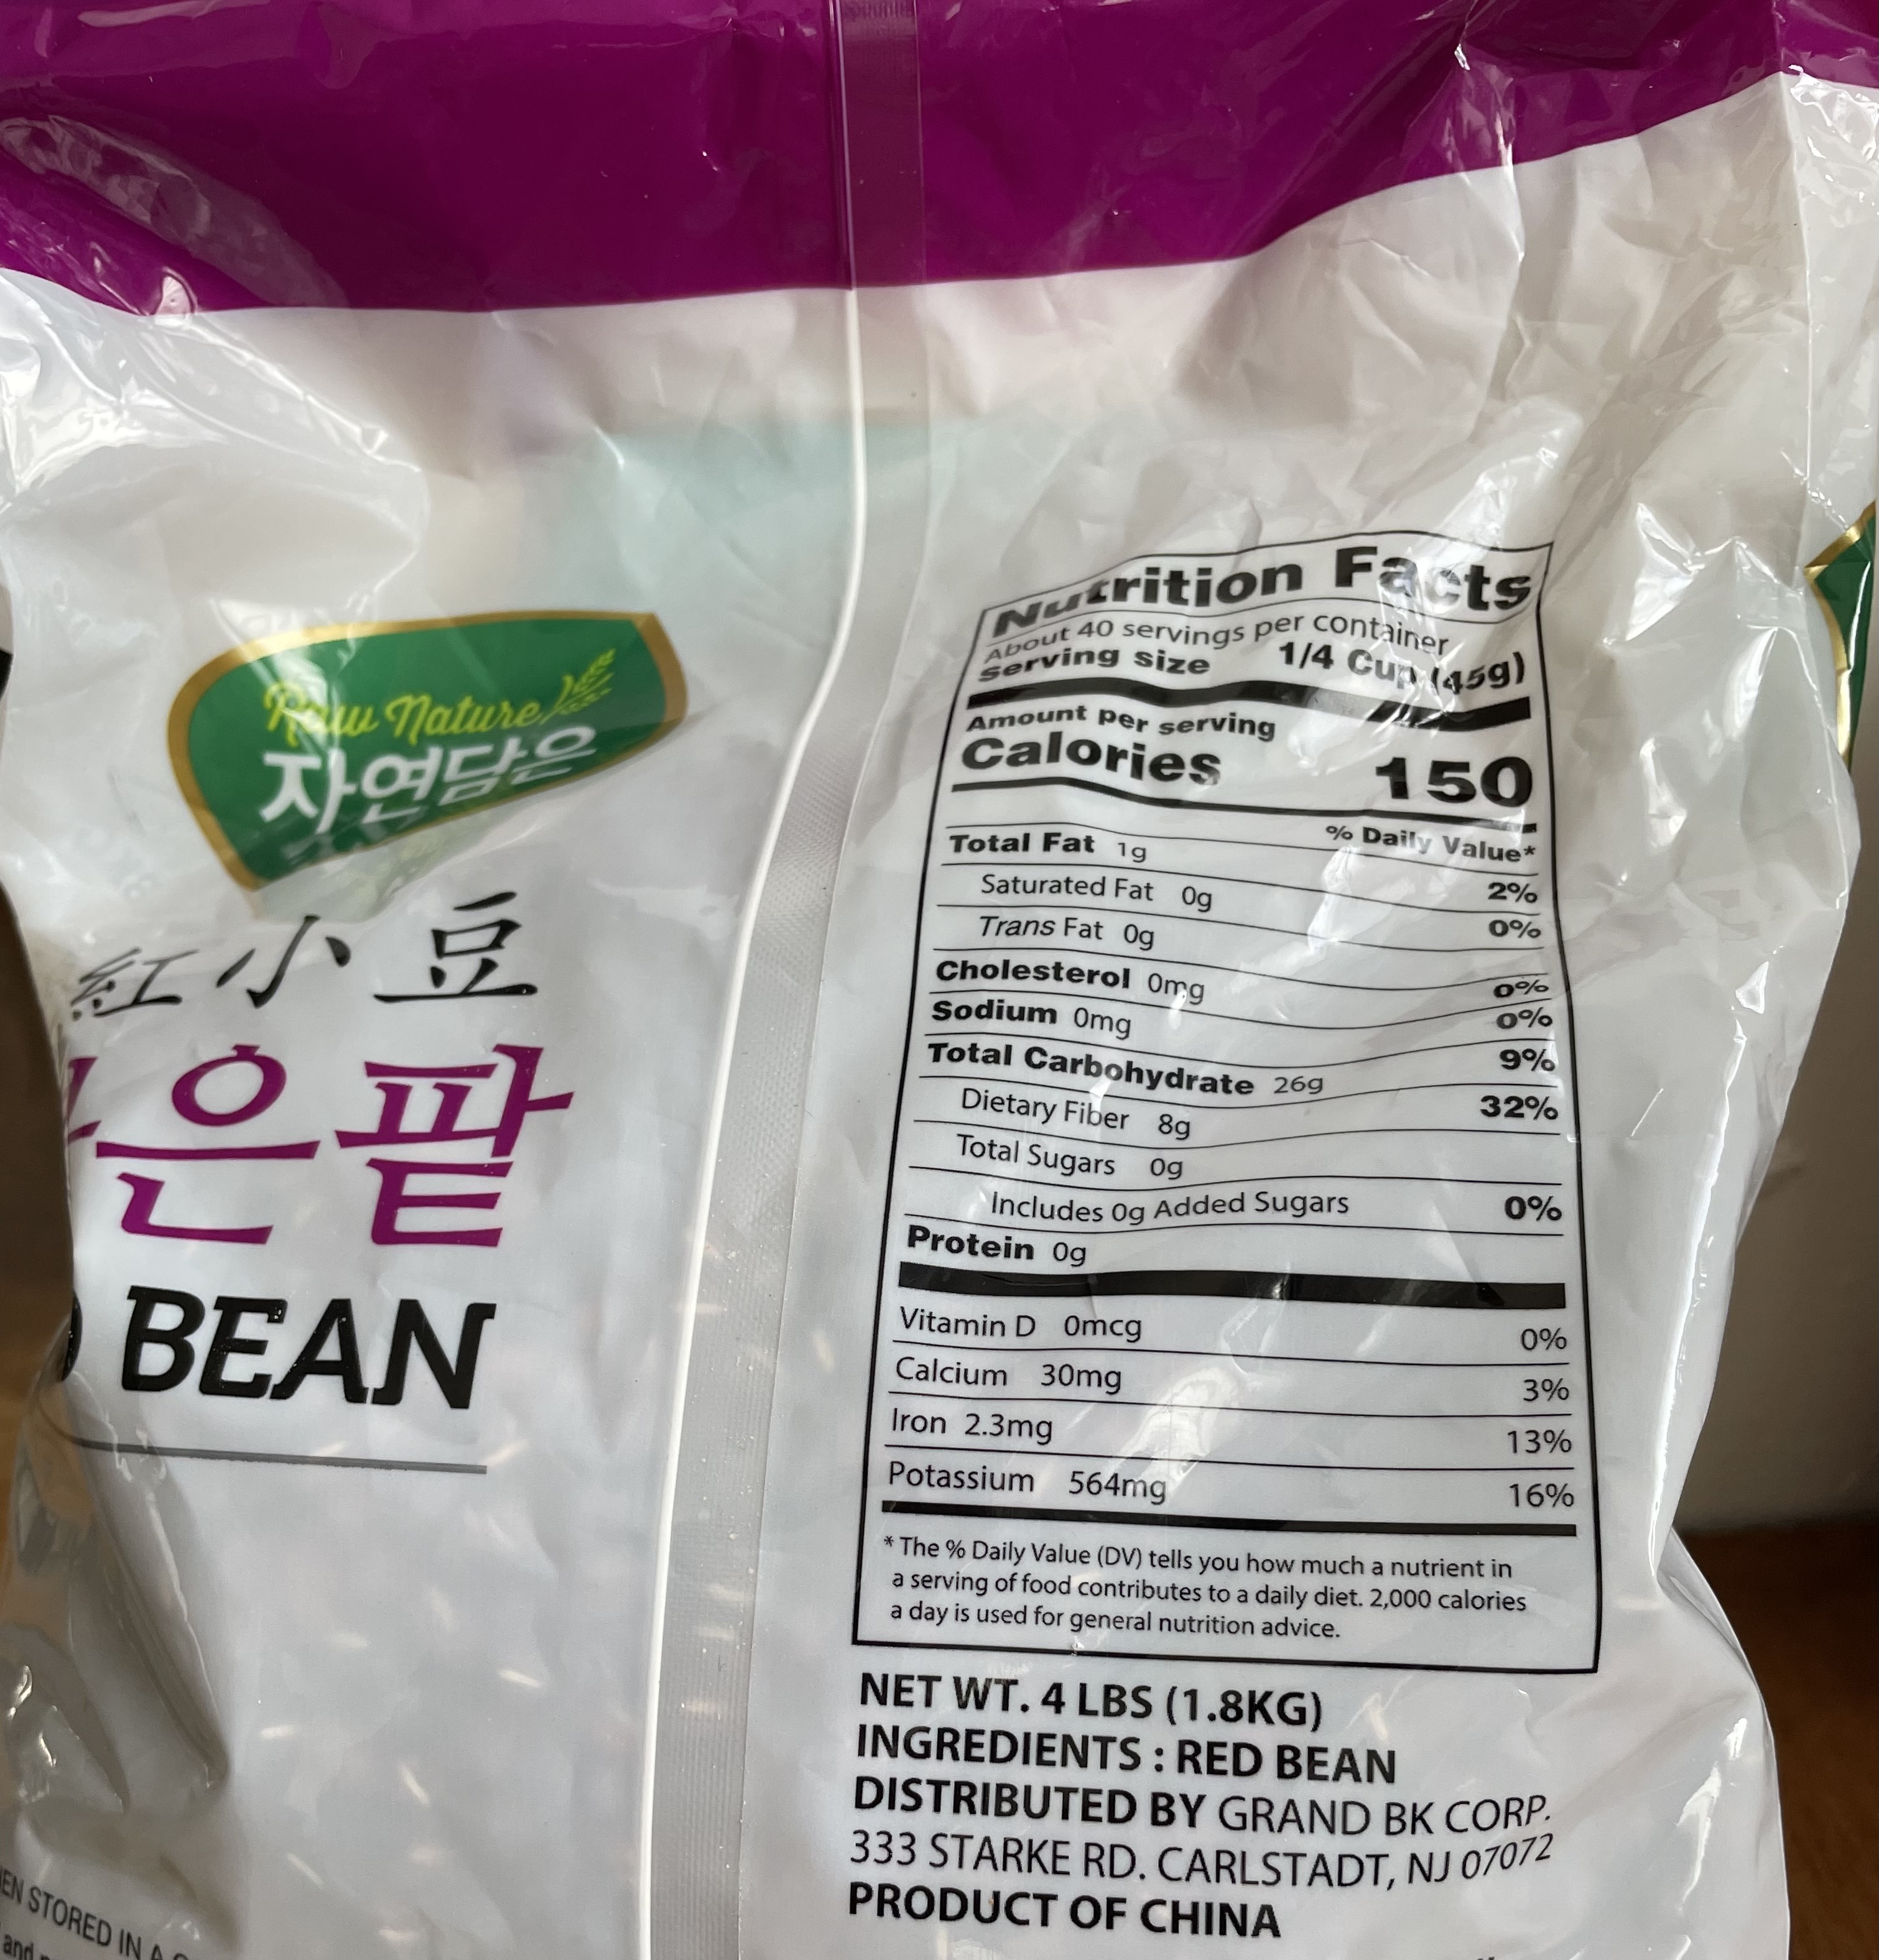 Raw Nature
자연담은
紅小豆
은팥
BEAN
EN STORED IN A
and
Nutrition Facts
About 40 servings per container
Serving size 1/4 Cup (45g)
Amount per serving
Calories 150
% Daily Value*
Total Fat 1g 2%
Saturated Fat 0g 0%
Trans Fat 0g
Cholesterol 0mg 0%
Sodium 0mg 0%
Total Carbohydrate 26g 9%
Dietary Fiber 8g 32%
Total Sugars 0g
Includes 0g Added Sugars 0%
Protein 0g
Vitamin D 0mcg 0%
Calcium 30mg 3%
Iron 2.3mg 13%
Potassium 564mg 16%
* The % Daily Value (DV) tells you how much a nutrient in
a serving of food contributes to a daily diet. 2,000 calories
a day is used for general nutrition advice.
NET WT. 4 LBS (1.8KG)
INGREDIENTS : RED BEAN
DISTRIBUTED BY GRAND BK CORP.
333 STARKE RD. CARLSTADT, NJ 07072
PRODUCT OF CHINA